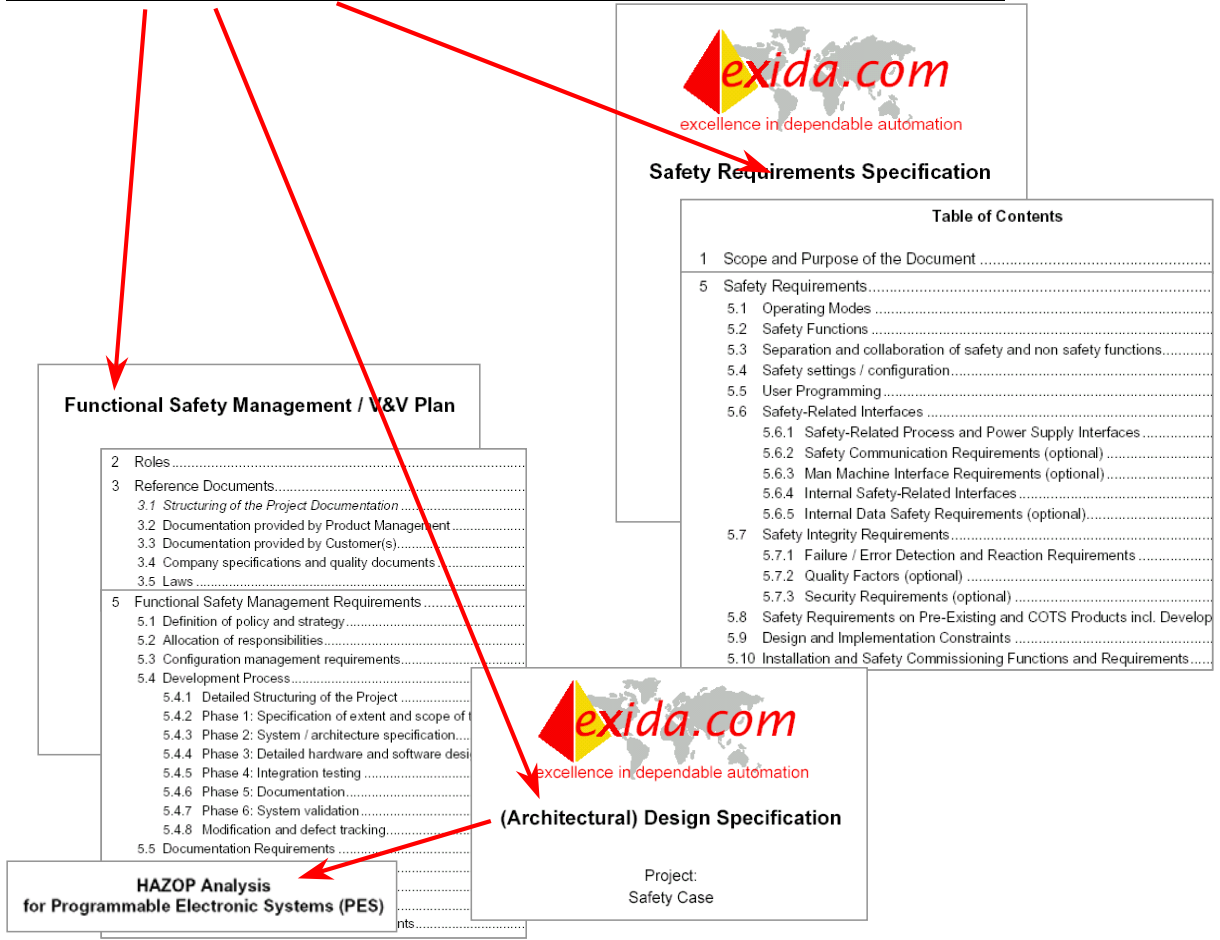 exida.com
excellence in dependable automation
Safety Requirements Specification
Table of Contents
1 Scope and Purpose of the Document
5 Safety Requirements
5.1 Operating Modes
5.2 Safety Functions
5.3 Separation and collaboration of safety and non safety functions
5.4 Safety settings / configuration
5.5 User Programming
5.6 Safety-Related Interfaces
5.6.1 Safety-Related Process and Power Supply Interfaces
5.6.2 Safety Communication Requirements (optional)
5.6.3 Man Machine Interface Requirements (optional)
5.6.4 Internal Safety-Related Interfaces
5.6.5 Internal Data Safety Requirements (optional)
5.7 Safety Integrity Requirements
5.7.1 Failure / Error Detection and Reaction Requirements
5.7.2 Quality Factors (optional)
5.7.3 Security Requirements (optional)
5.8 Safety Requirements on Pre-Existing and COTS Products incl. Develop
5.9 Design and Implementation Constraints
5.10 Installation and Safety Commissioning Functions and Requirements
Functional Safety Management / V&V Plan
2 Roles
3 Reference Documents
3.1 Structuring of the Project Documentation
3.2 Documentation provided by Product Management
3.3 Documentation provided by Customer(s)
3.4 Company specifications and quality documents
3.5 Laws
5 Functional Safety Management Requirements
5.1 Definition of policy and strategy
5.2 Allocation of responsibilities
5.3 Configuration management requirements
5.4 Development Process
5.4.1 Detailed Structuring of the Project
5.4.2 Phase 1: Specification of extent and scope of
5.4.3 Phase 2: System / architecture specification
5.4.4 Phase 3: Detailed hardware and software desi
5.4.5 Phase 4: Integration testing
5.4.6 Phase 5: Documentation
5.4.7 Phase 6: System validation
5.4.8 Modification and defect tracking
5.5 Documentation Requirements
nts
exida.com
excellence in dependable automation
(Architectural) Design Specification
Project:
Safety Case
HAZOP Analysis
for Programmable Electronic Systems (PES)